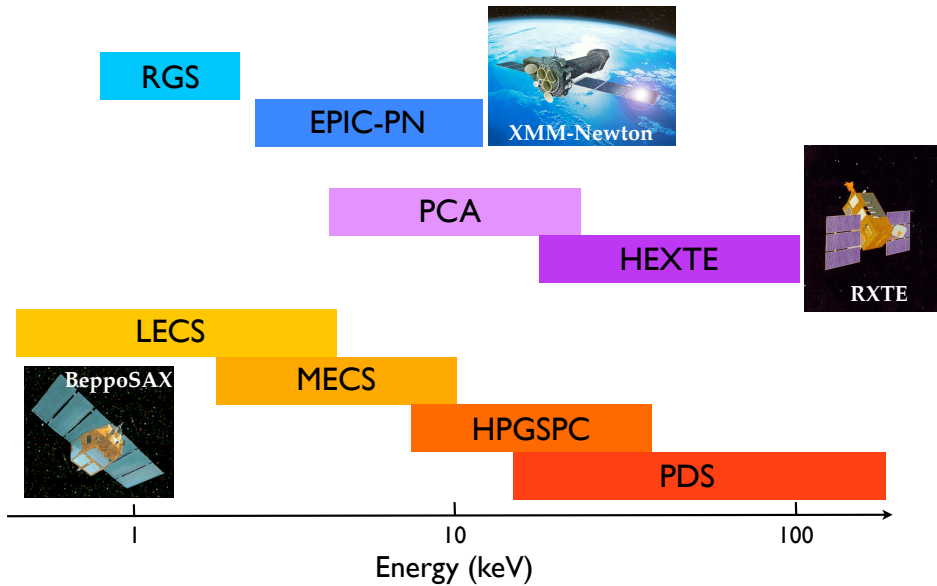 RGS
EPIC-PN
XMM-Newton
PCA
HEXTE
RXTE
LECS
MECS
BeppoSAX
HPGSPC
PDS
1 10 100
Energy (keV)